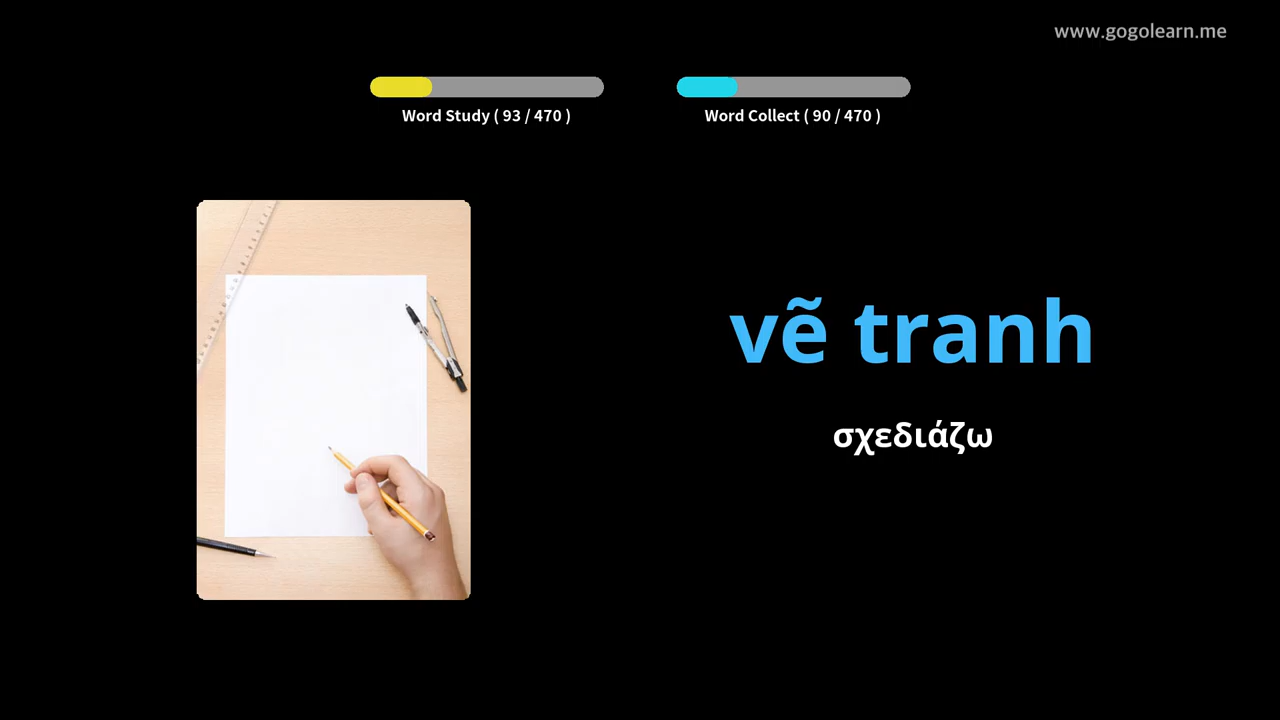 www.gogolearn.me
Word Study ( 93 / 470 )
Word Collect ( 90 / 470 )
vẽ tranh
σχεδιάζω